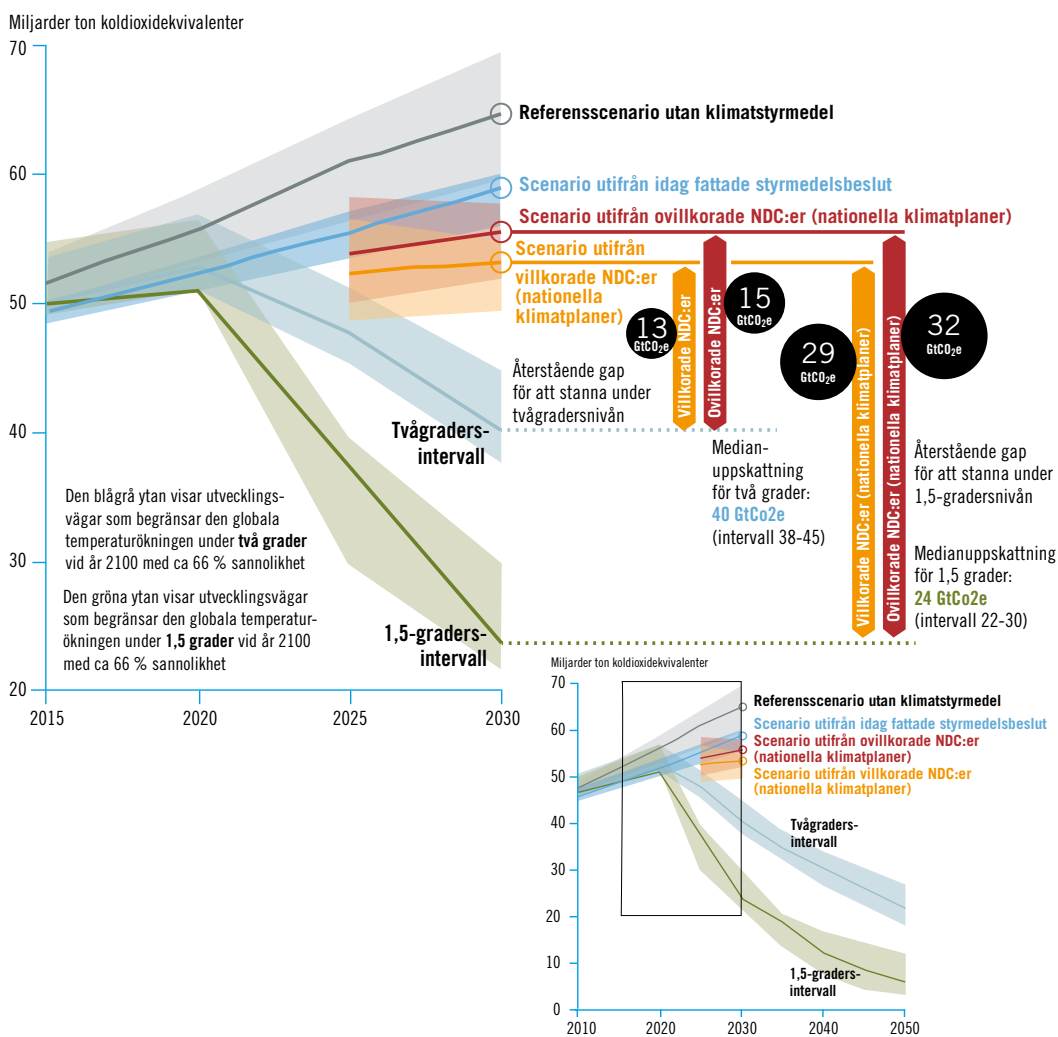 Miljarder ton koldioxidekvivalenter
70
60
50
40
30
20
2015
2020
2025
2030
Referensscenario utan klimatstyrmedel
Scenario utifrån idag fattade styrmedelsbeslut
Scenario utifrån ovillkorade NDC:er (nationella klimatplaner)
Scenario utifrån
villkorade NDC:er
(nationella
klimatplaner)
13
GtCO₂e
15
GtCO₂e
29
GtCO₂e
32
GtCO₂e
Villkorade NDC:er
Ovillkorade NDC:er
Villkorade NDC:er (nationella klimatplaner)
Ovillkorade NDC:er (nationella klimatplaner)
Återstående gap
för att stanna under
tvågradersnivån
Tvågraders-
intervall
Median-
uppskattning
för två grader:
40 GtCo2e
(intervall 38-45)
Återstående gap
för att stanna under
1,5-gradersnivån
Medianuppskattning
för 1,5 grader:
24 GtCo2e
(intervall 22-30)
Den blågrå ytan visar utvecklings-
vägar som begränsar den globala
temperaturökningen under två grader
vid år 2100 med ca 66 % sannolikhet
Den gröna ytan visar utvecklingsvägar
som begränsar den globala temperatur-
ökningen under 1,5 grader vid år 2100
med ca 66 % sannolikhet
1,5-graders-
intervall
Miljarder ton koldioxidekvivalenter
70
60
50
40
30
20
10
0
2010
2020
2030
2040
2050
Referensscenario utan klimatstyrmedel
Scenario utifrån idag fattade styrmedelsbeslut
Scenario utifrån ovillkorade NDC:er
(nationella klimatplaner)
Scenario utifrån villkorade NDC:er
(nationella klimatplaner)
Tvågraders-
intervall
1,5-graders-
intervall